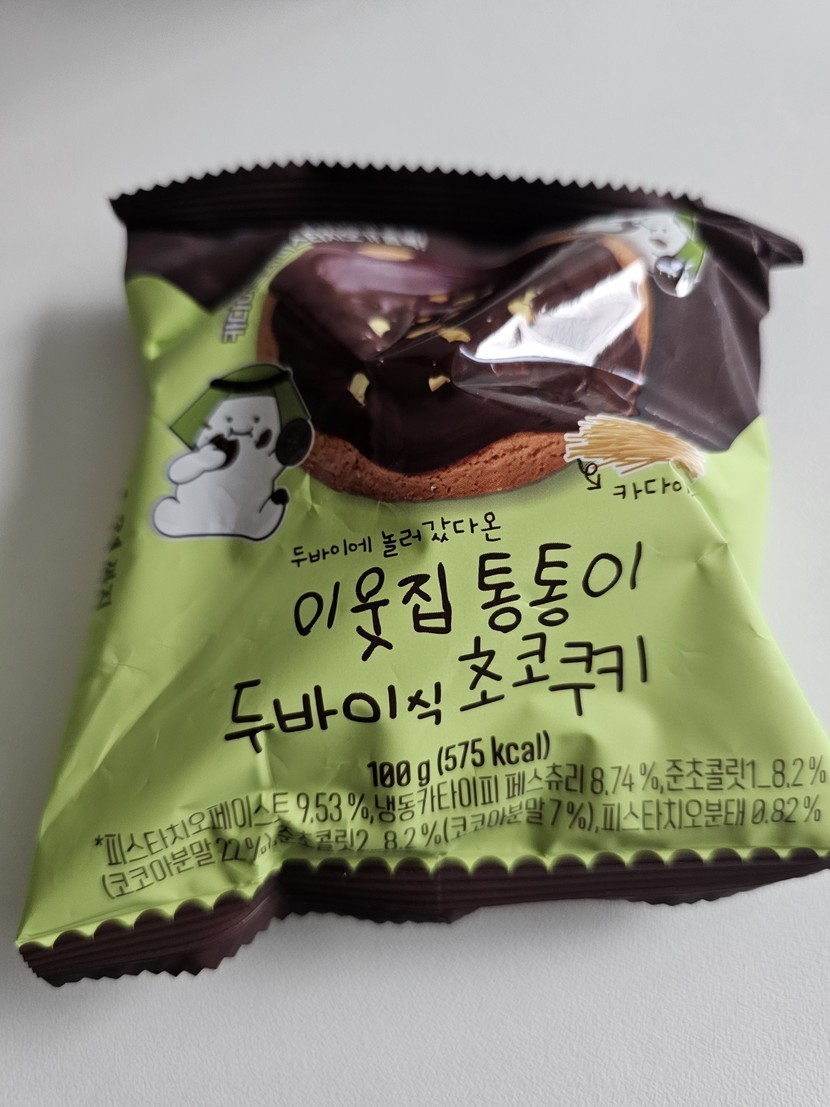 카다이
두바이에 놀러갔다온
이웃집 통통이
두바이식 초코쿠키
100 g (575 kcal)
*피스타치오페이스트 9.53 %, 냉동카타이피 페스츄리 8.74 %, 준초콜릿1_8.2 %
(코코아분말 22 %), 준초콜릿2_8.2 % (코코아분말 7 %), 피스타치오분태 0.82 %